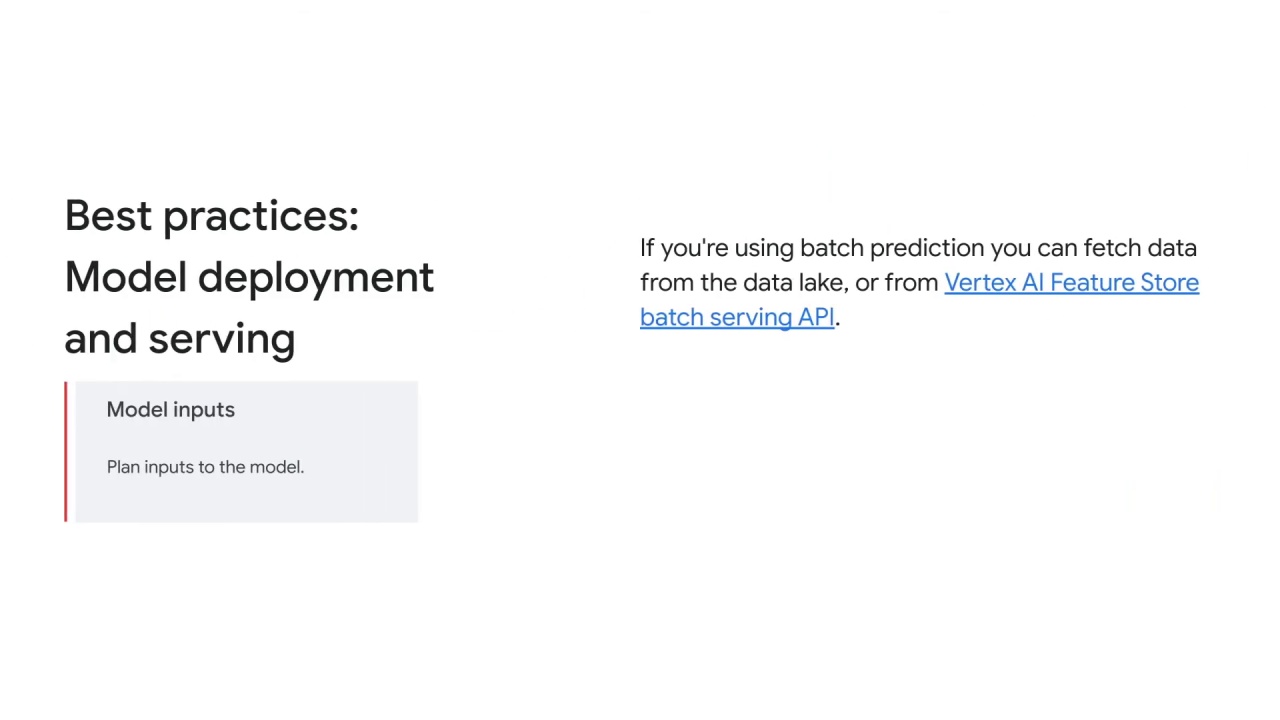 Best practices:
Model deployment
and serving
Model inputs
Plan inputs to the model.
If you're using batch prediction you can fetch data
from the data lake, or from Vertex AI Feature Store
batch serving API.